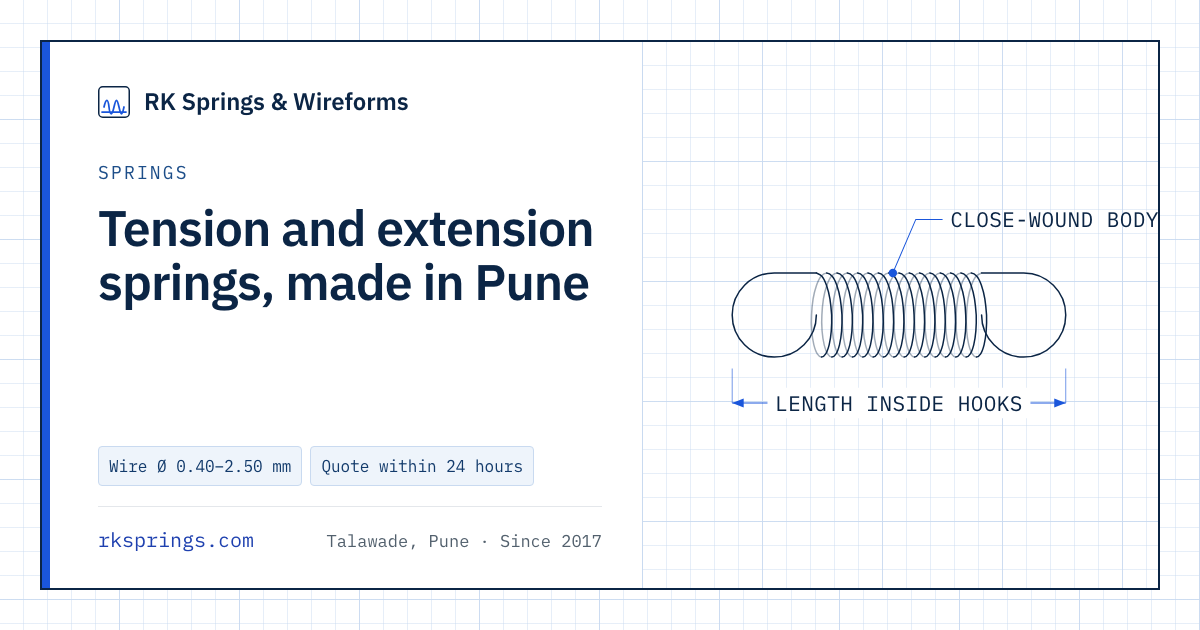 RK Springs & Wireforms
SPRINGS
Tension and extension
springs, made in Pune
Wire Ø 0.40–2.50 mm
Quote within 24 hours
rksprings.com
Talawade, Pune · Since 2017
CLOSE-WOUND BODY
LENGTH INSIDE HOOKS